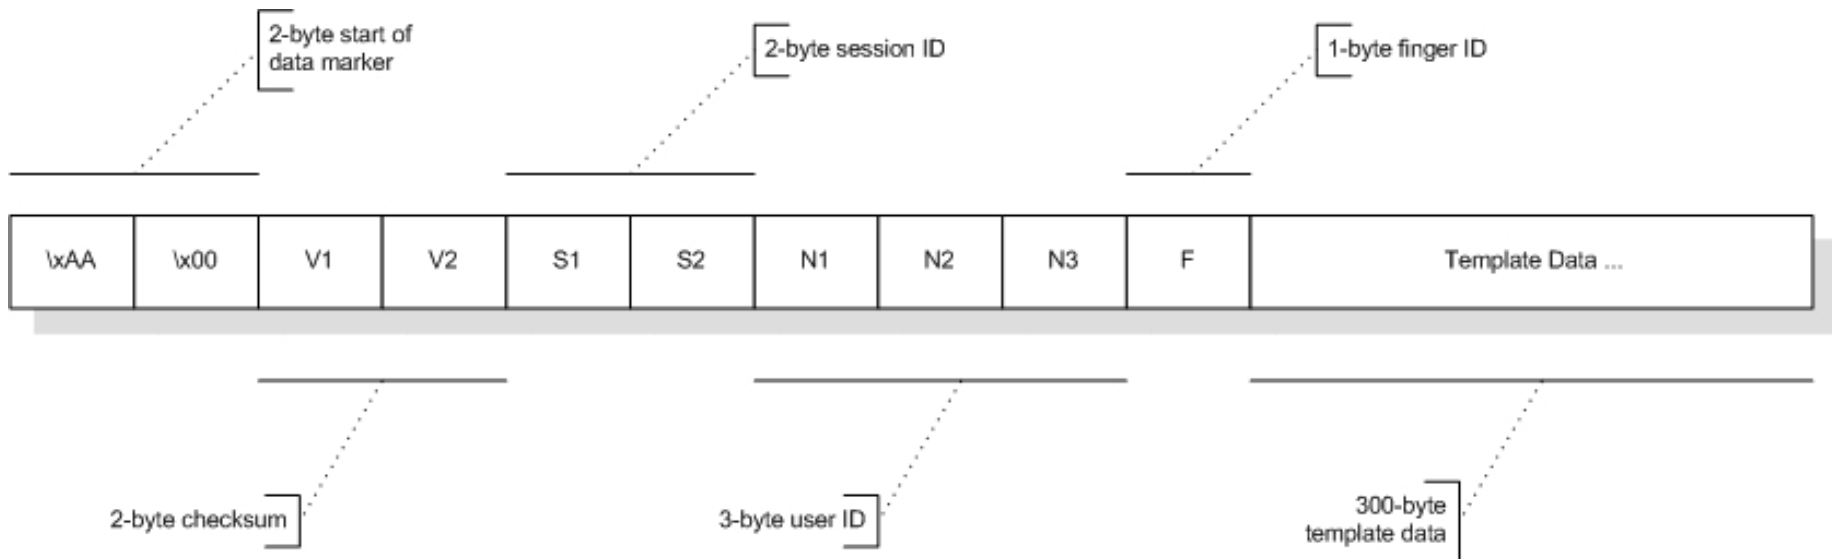 2-byte start of
data marker
2-byte session ID
1-byte finger ID
\xAA \x00 V1 V2 S1 S2 N1 N2 N3 F Template Data ...
2-byte checksum
3-byte user ID
300-byte
template data